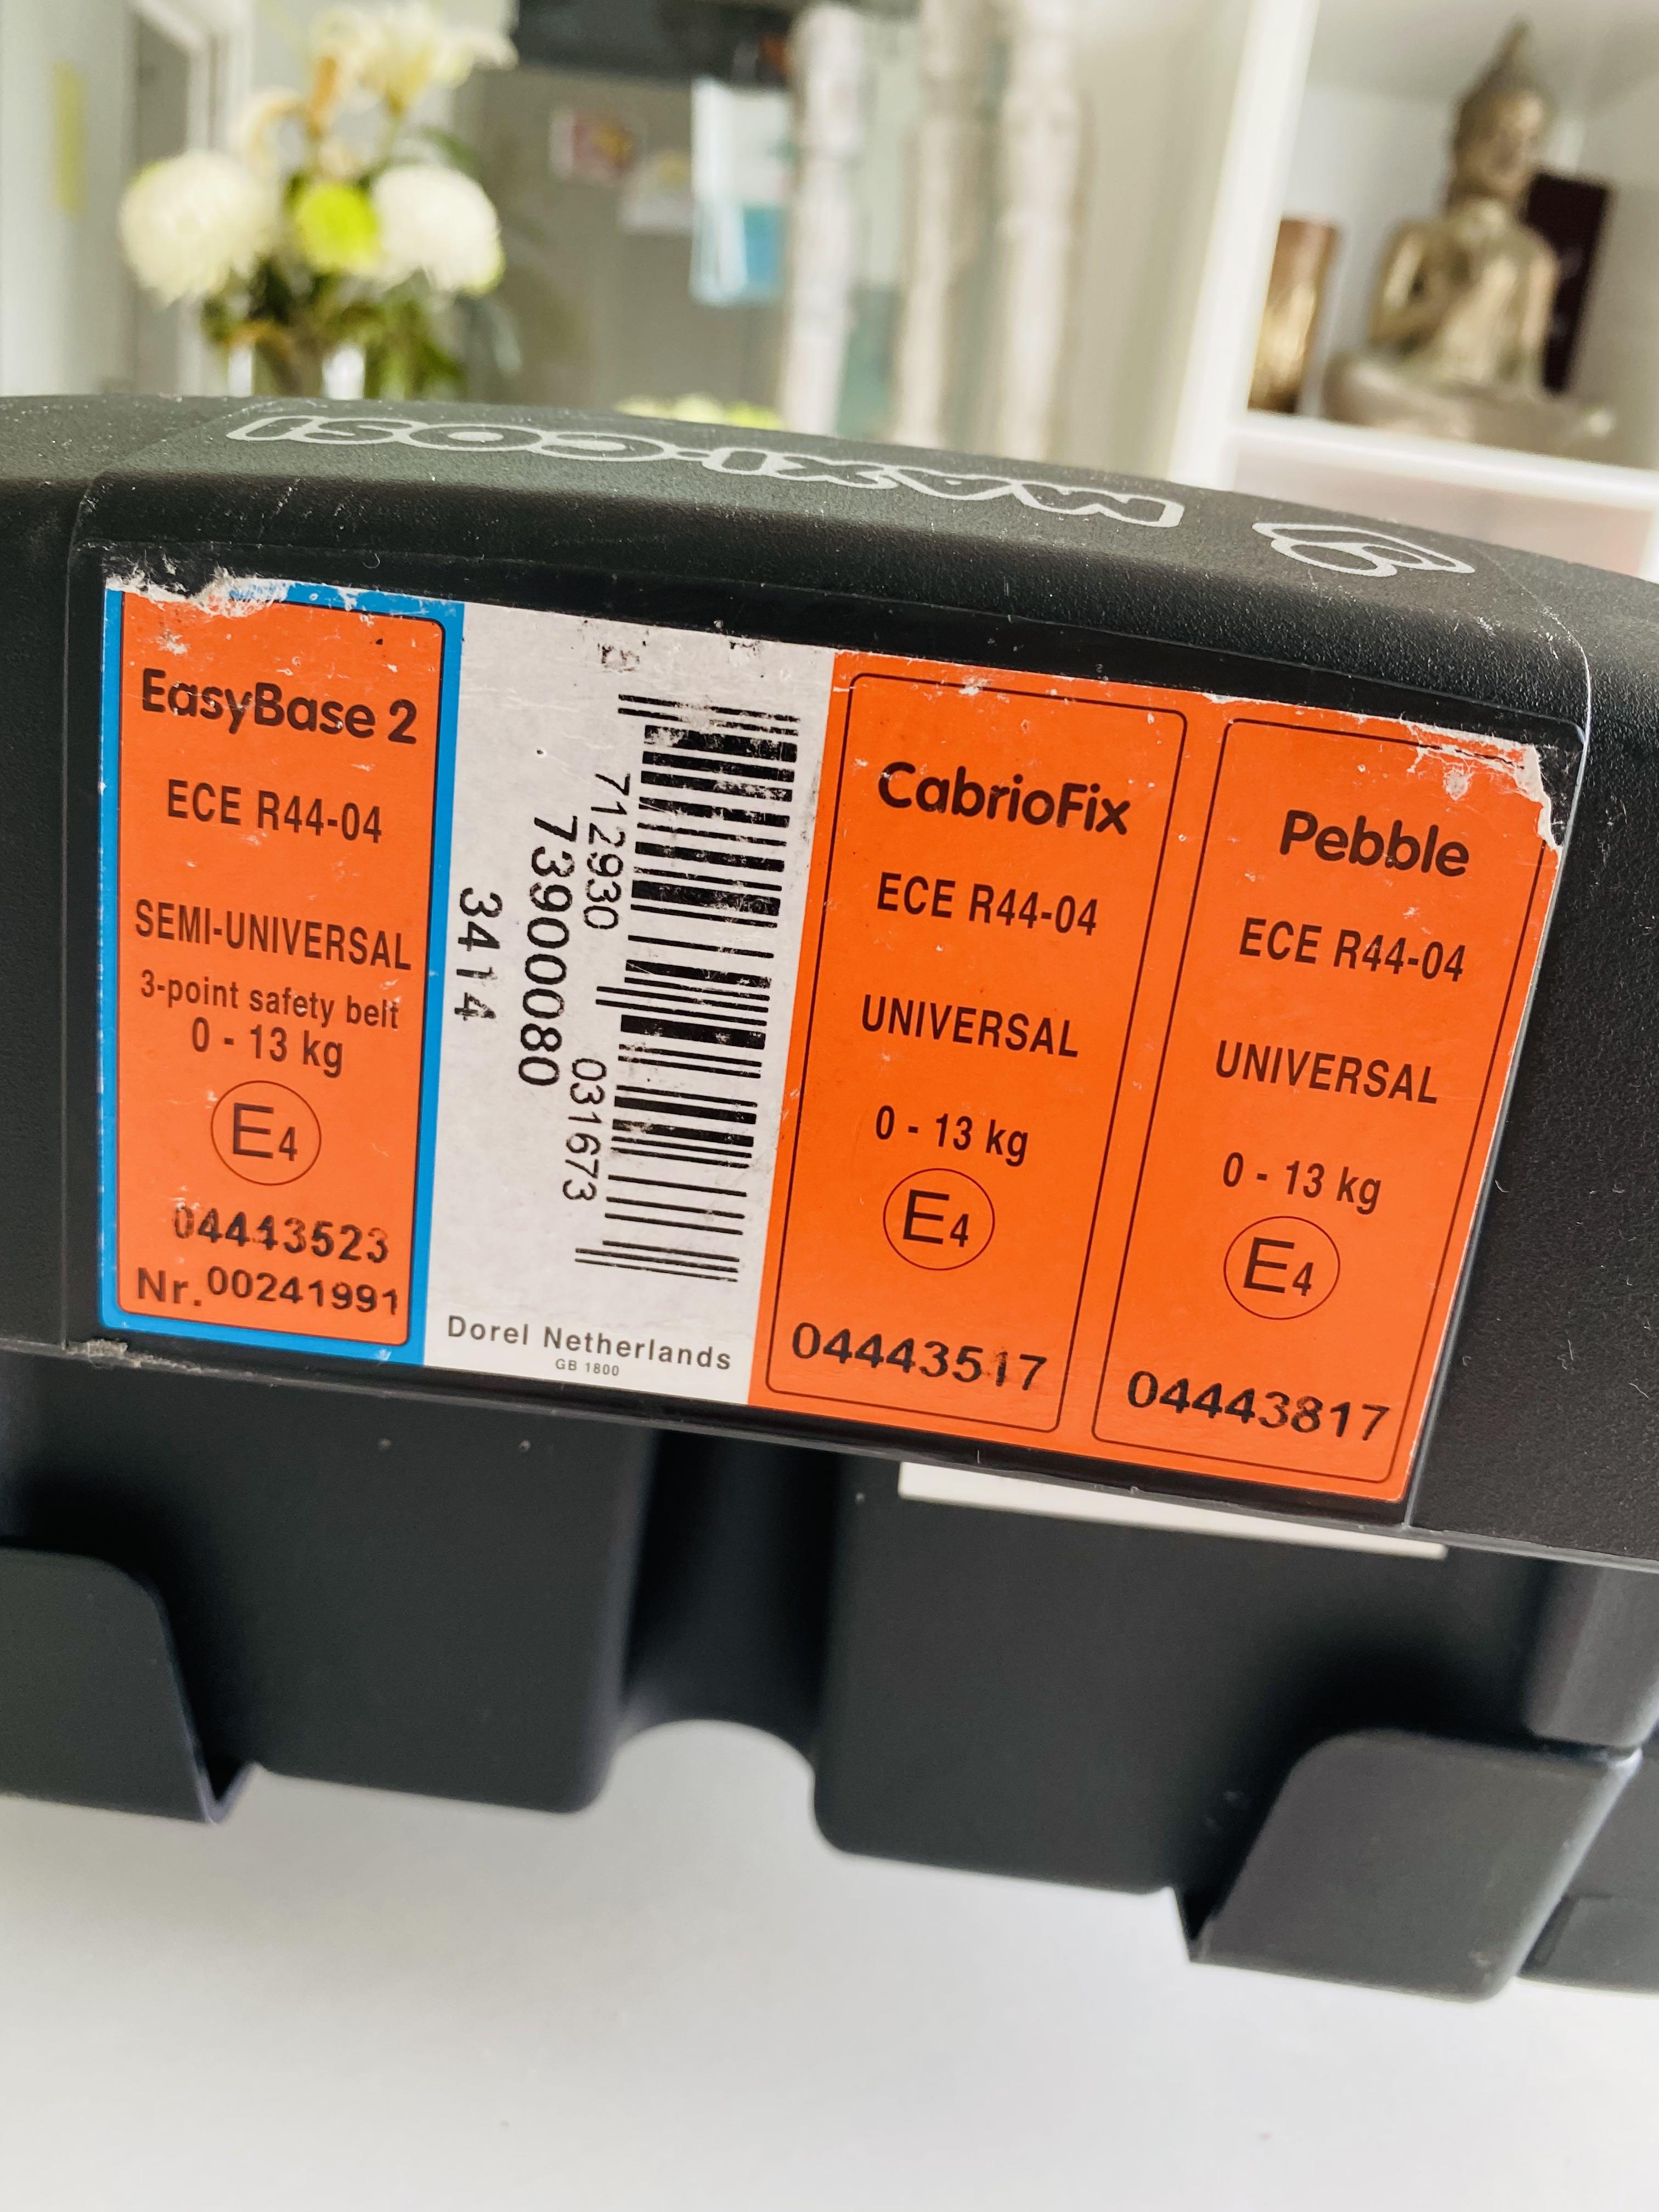 MAXI-COSI
EasyBase 2
ECE R44-04
SEMI-UNIVERSAL
3-point safety belt
0 - 13 kg
E4
04443523
Nr. 00241991
712930 031673
73900080
3414
Dorel Netherlands
GB 1800
CabrioFix
ECE R44-04
UNIVERSAL
0 - 13 kg
E4
04443517
Pebble
ECE R44-04
UNIVERSAL
0 - 13 kg
E4
04443817